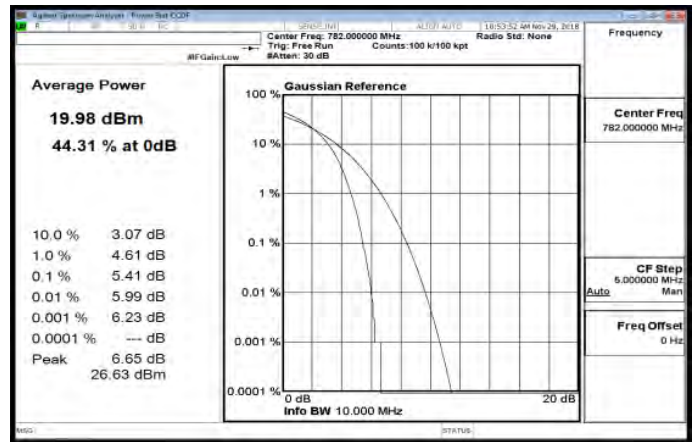 Agilent Spectrum Analyzer - Power Stat CCDF
SENSE:INT
ALIGN AUTO
10:53:52 AM Nov 29, 2018
Center Freq: 782.000000 MHz
Radio Std: None
Trig: Free Run
Counts:100 k/100 kpt
#IFGain:Low
#Atten: 30 dB
Frequency
Average Power
19.98 dBm
44.31 % at 0dB
10.0 % 3.07 dB
1.0 % 4.61 dB
0.1 % 5.41 dB
0.01 % 5.99 dB
0.001 % 6.23 dB
0.0001 % --- dB
Peak 6.65 dB
26.63 dBm
Gaussian Reference
100 %
10 %
1 %
0.1 %
0.01 %
0.001 %
0.0001 %
0 dB
20 dB
Info BW 10.000 MHz
Center Freq
782.000000 MHz
CF Step
5.000000 MHz
Auto Man
Freq Offset
0 Hz
MSG
STATUS